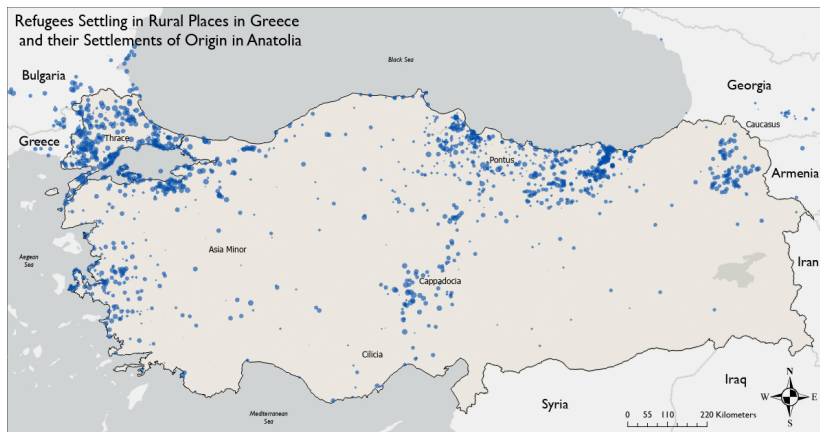 Refugees Settling in Rural Places in Greece
and their Settlements of Origin in Anatolia
Black Sea
Bulgaria
Georgia
Caucasus
Greece
Thrace
Pontus
Armenia
Asia Minor
Aegean
Sea
Iran
Cappadocia
Cilicia
Iraq
Syria
Mediterranean
Sea
N
W E
S
0 55 110 220 Kilometers